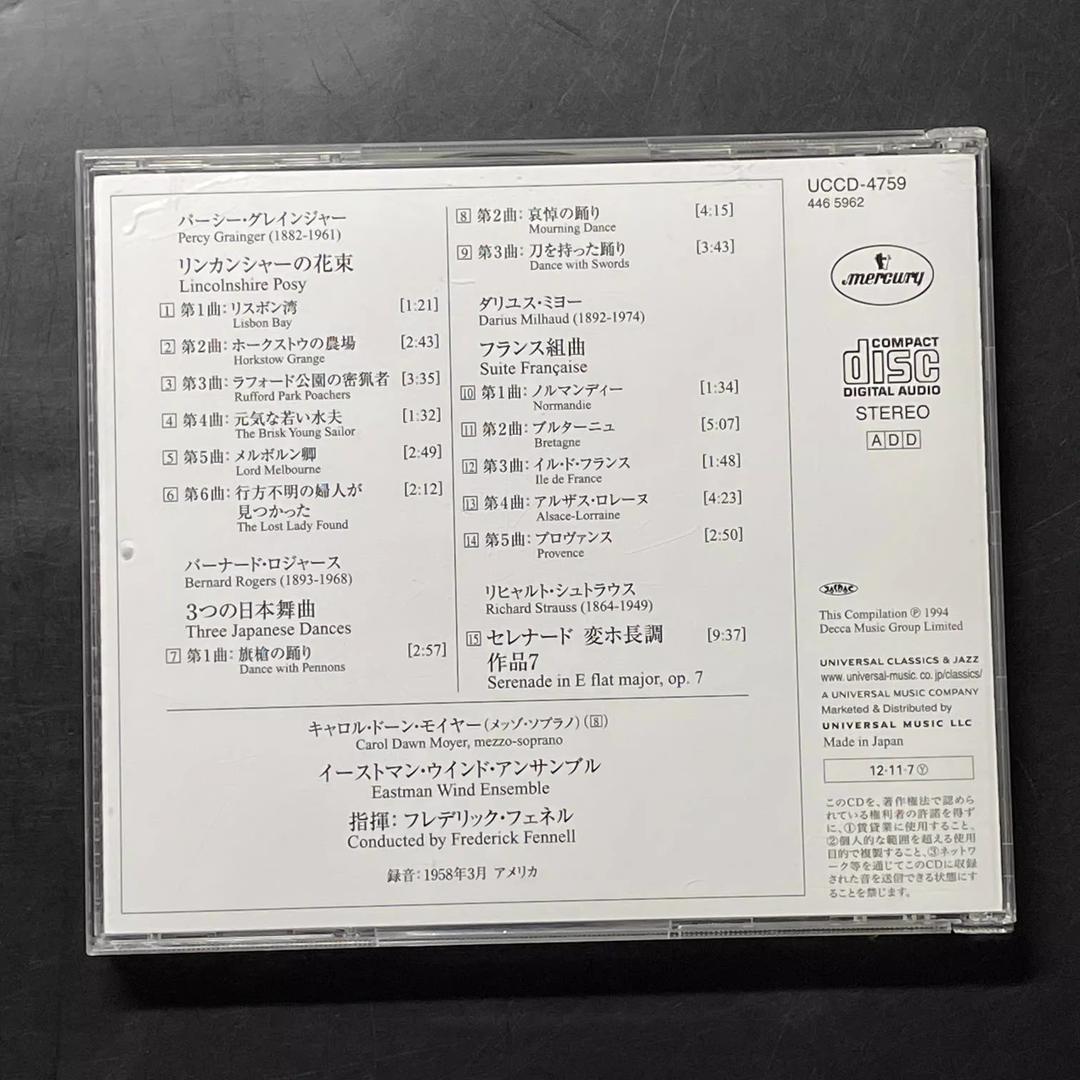 パーシー・グレインジャー
Percy Grainger (1882-1961)
リンカンシャーの花束
Lincolnshire Posy
1 第1曲: リスボン湾 [1:21]
Lisbon Bay
2 第2曲: ホークストウの農場 [2:43]
Horkstow Grange
3 第3曲: ラフォード公園の密猟者 [3:35]
Rufford Park Poachers
4 第4曲: 元気な若い水夫 [1:32]
The Brisk Young Sailor
5 第5曲: メルボルン卿 [2:49]
Lord Melbourne
6 第6曲: 行方不明の婦人が [2:12]
見つかった
The Lost Lady Found
バーナード・ロジャース
Bernard Rogers (1893-1968)
3つの日本舞曲
Three Japanese Dances
7 第1曲: 旗槍の踊り [2:57]
Dance with Pennons
8 第2曲: 哀悼の踊り [4:15]
Mourning Dance
9 第3曲: 刀を持った踊り [3:43]
Dance with Swords
ダリユス・ミヨー
Darius Milhaud (1892-1974)
フランス組曲
Suite Française
10 第1曲: ノルマンディー [1:34]
Normandie
11 第2曲: ブルターニュ [5:07]
Bretagne
12 第3曲: イル・ド・フランス [1:48]
Ile de France
13 第4曲: アルザス・ロレーヌ [4:23]
Alsace-Lorraine
14 第5曲: プロヴァンス [2:50]
Provence
リヒャルト・シュトラウス
Richard Strauss (1864-1949)
15 セレナード 変ホ長調 [9:37]
作品7
Serenade in E flat major, op. 7
キャロル・ドーン・モイヤー(メッゾ・ソプラノ)(8)
Carol Dawn Moyer, mezzo-soprano
イーストマン・ウインド・アンサンブル
Eastman Wind Ensemble
指揮: フレデリック・フェネル
Conducted by Frederick Fennell
録音: 1958年3月 アメリカ
UCCD-4759
446 5962
mercury
COMPACT
disc
DIGITAL AUDIO
STEREO
ADD
JASRAC
This Compilation ℗ 1994
Decca Music Group Limited
UNIVERSAL CLASSICS & JAZZ
www.universal-music.co.jp/classics/
A UNIVERSAL MUSIC COMPANY
Marketed & Distributed by
UNIVERSAL MUSIC LLC
Made in Japan
12・11・7Ⓨ
このCDを、著作権法で認めら
れている権利者の許諾を得ず
に、①賃貸業に使用すること、
②個人的な範囲を超える使用
目的で複製すること、③ネットワ
ーク等を通じてこのCDに収録
された音を送信できる状態にす
ることを禁じます。